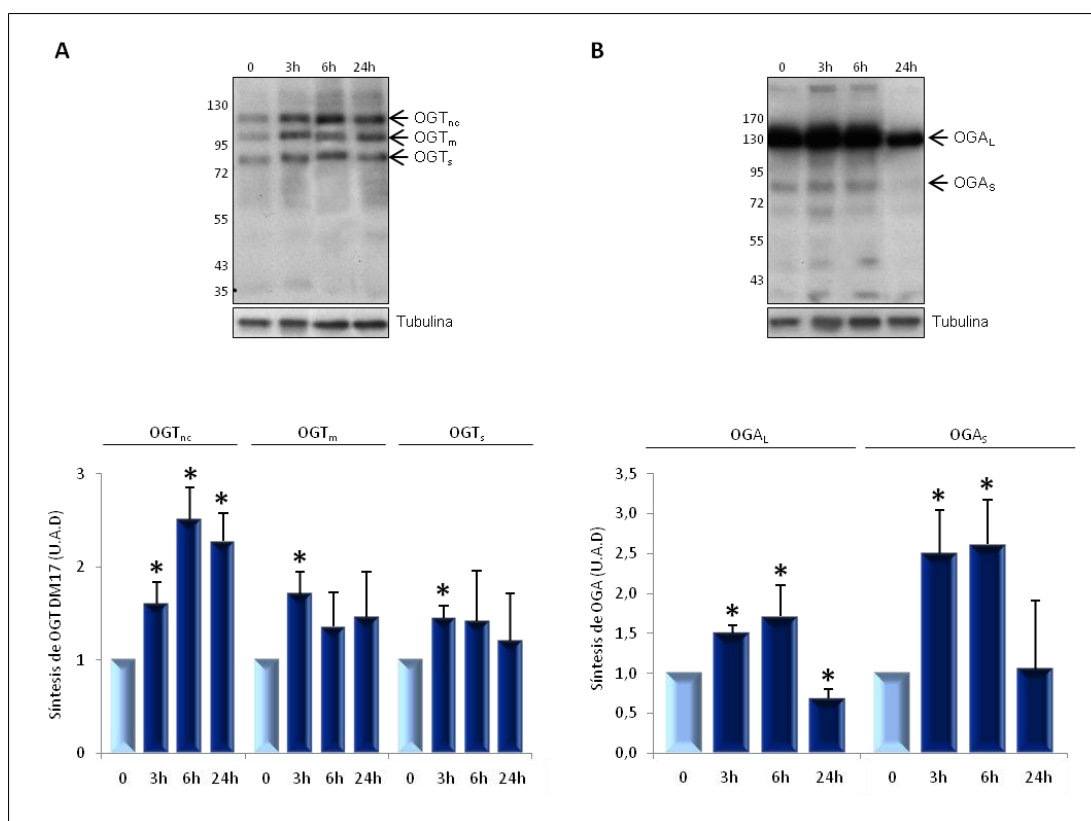 A
0 3h 6h 24h
130
95
72
55
43
35
OGTnc
OGTm
OGTs
Tubulina
B
0 3h 6h 24h
170
130
95
72
55
43
OGAL
OGAS
Tubulina
OGTnc OGTm OGTs
Síntesis de OGT DM17 (U.A.D)
3
2
1
0
* * * * *
0 3h 6h 24h 0 3h 6h 24h 0 3h 6h 24h
OGAL OGAS
Síntesis de OGA (U.A.D)
3,5
3,0
2,5
2,0
1,5
1,0
0,5
0,0
* * * * *
0 3h 6h 24h 0 3h 6h 24h